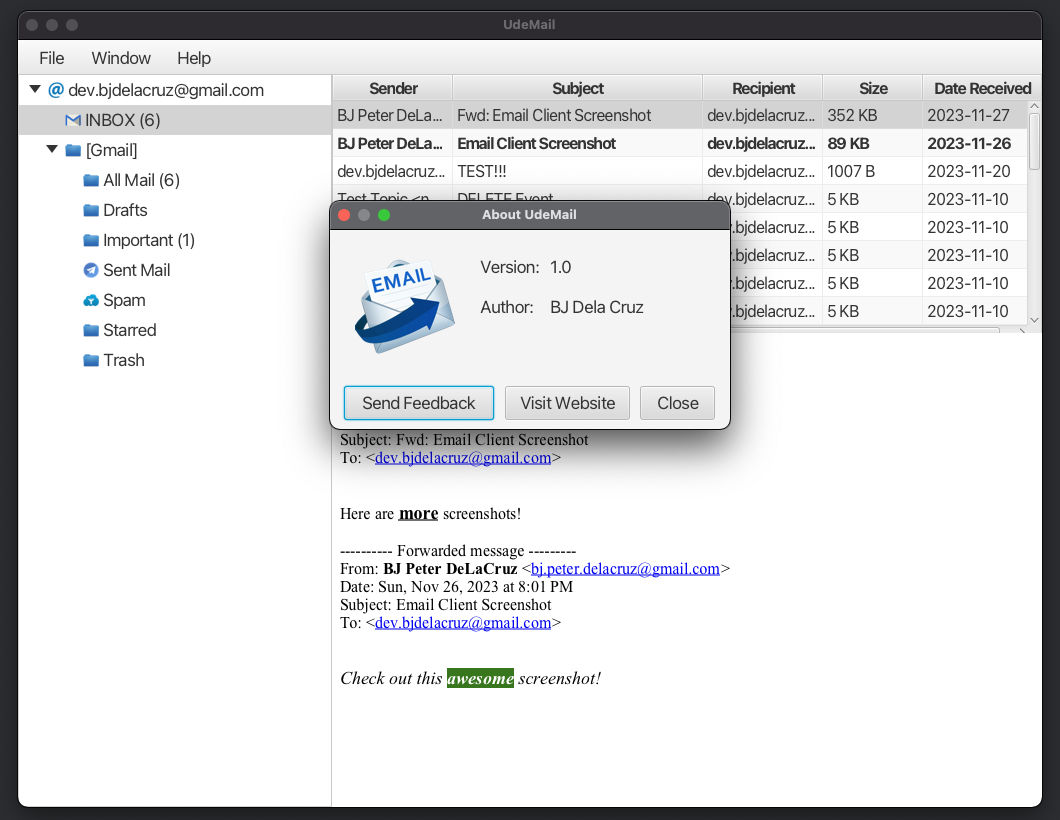 UdeMail
File Window Help
dev.bjdelacruz@gmail.com
INBOX (6)
[Gmail]
All Mail (6)
Drafts
Important (1)
Sent Mail
Spam
Starred
Trash
Sender Subject Recipient Size Date Received
BJ Peter DeLa... Fwd: Email Client Screenshot dev.bjdelacruz... 352 KB 2023-11-27
BJ Peter DeLa... Email Client Screenshot dev.bjdelacruz... 89 KB 2023-11-26
dev.bjdelacruz... TEST!!! dev.bjdelacruz... 1007 B 2023-11-20
Test Topic <n... DELETE Event 5 KB 2023-11-10
.bjdelacruz... 5 KB 2023-11-10
.bjdelacruz... 5 KB 2023-11-10
.bjdelacruz... 5 KB 2023-11-10
.bjdelacruz... 5 KB 2023-11-10
About UdeMail
EMAIL
Version: 1.0
Author: BJ Dela Cruz
Send Feedback Visit Website Close
Subject: Fwd: Email Client Screenshot
To: <dev.bjdelacruz@gmail.com>
Here are more screenshots!
---------- Forwarded message ---------
From: BJ Peter DeLaCruz <bj.peter.delacruz@gmail.com>
Date: Sun, Nov 26, 2023 at 8:01 PM
Subject: Email Client Screenshot
To: <dev.bjdelacruz@gmail.com>
Check out this awesome screenshot!